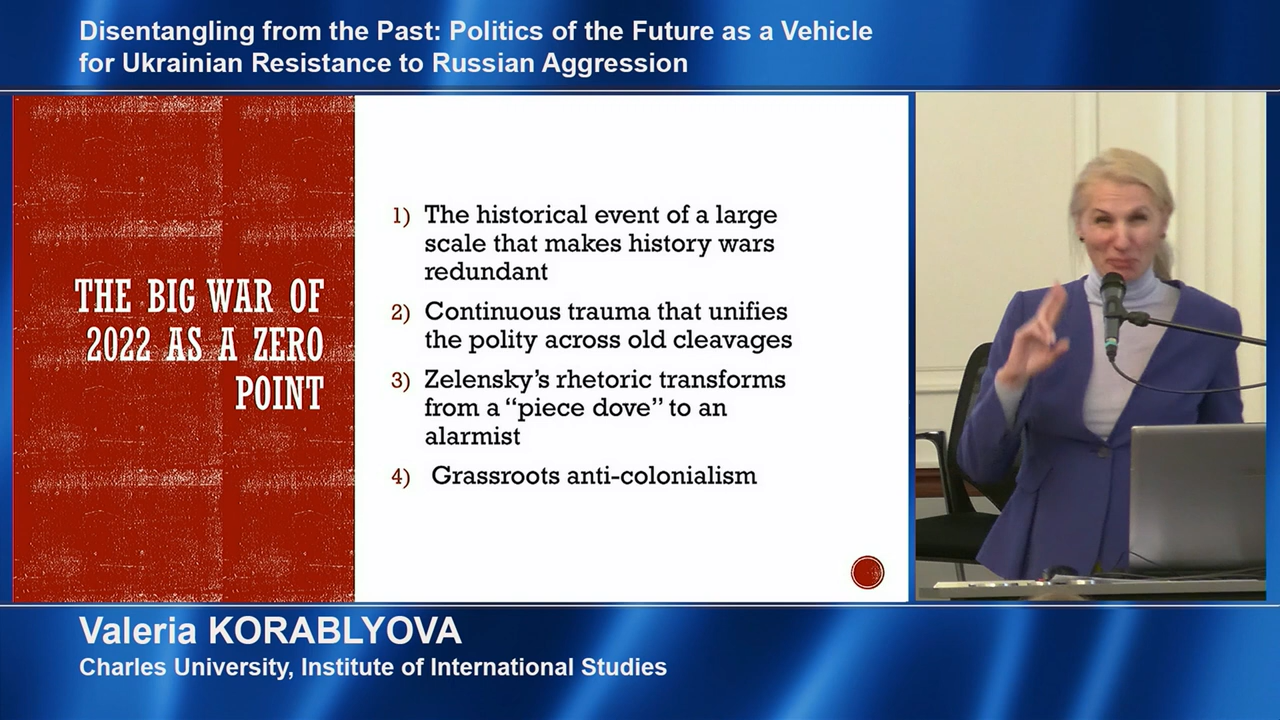 Disentangling from the Past: Politics of the Future as a Vehicle
for Ukrainian Resistance to Russian Aggression
THE BIG WAR OF
2022 AS A ZERO
POINT
1) The historical event of a large
scale that makes history wars
redundant
2) Continuous trauma that unifies
the polity across old cleavages
3) Zelensky's rhetoric transforms
from a “piece dove” to an
alarmist
4) Grassroots anti-colonialism
Valeria KORABLYOVA
Charles University, Institute of International Studies